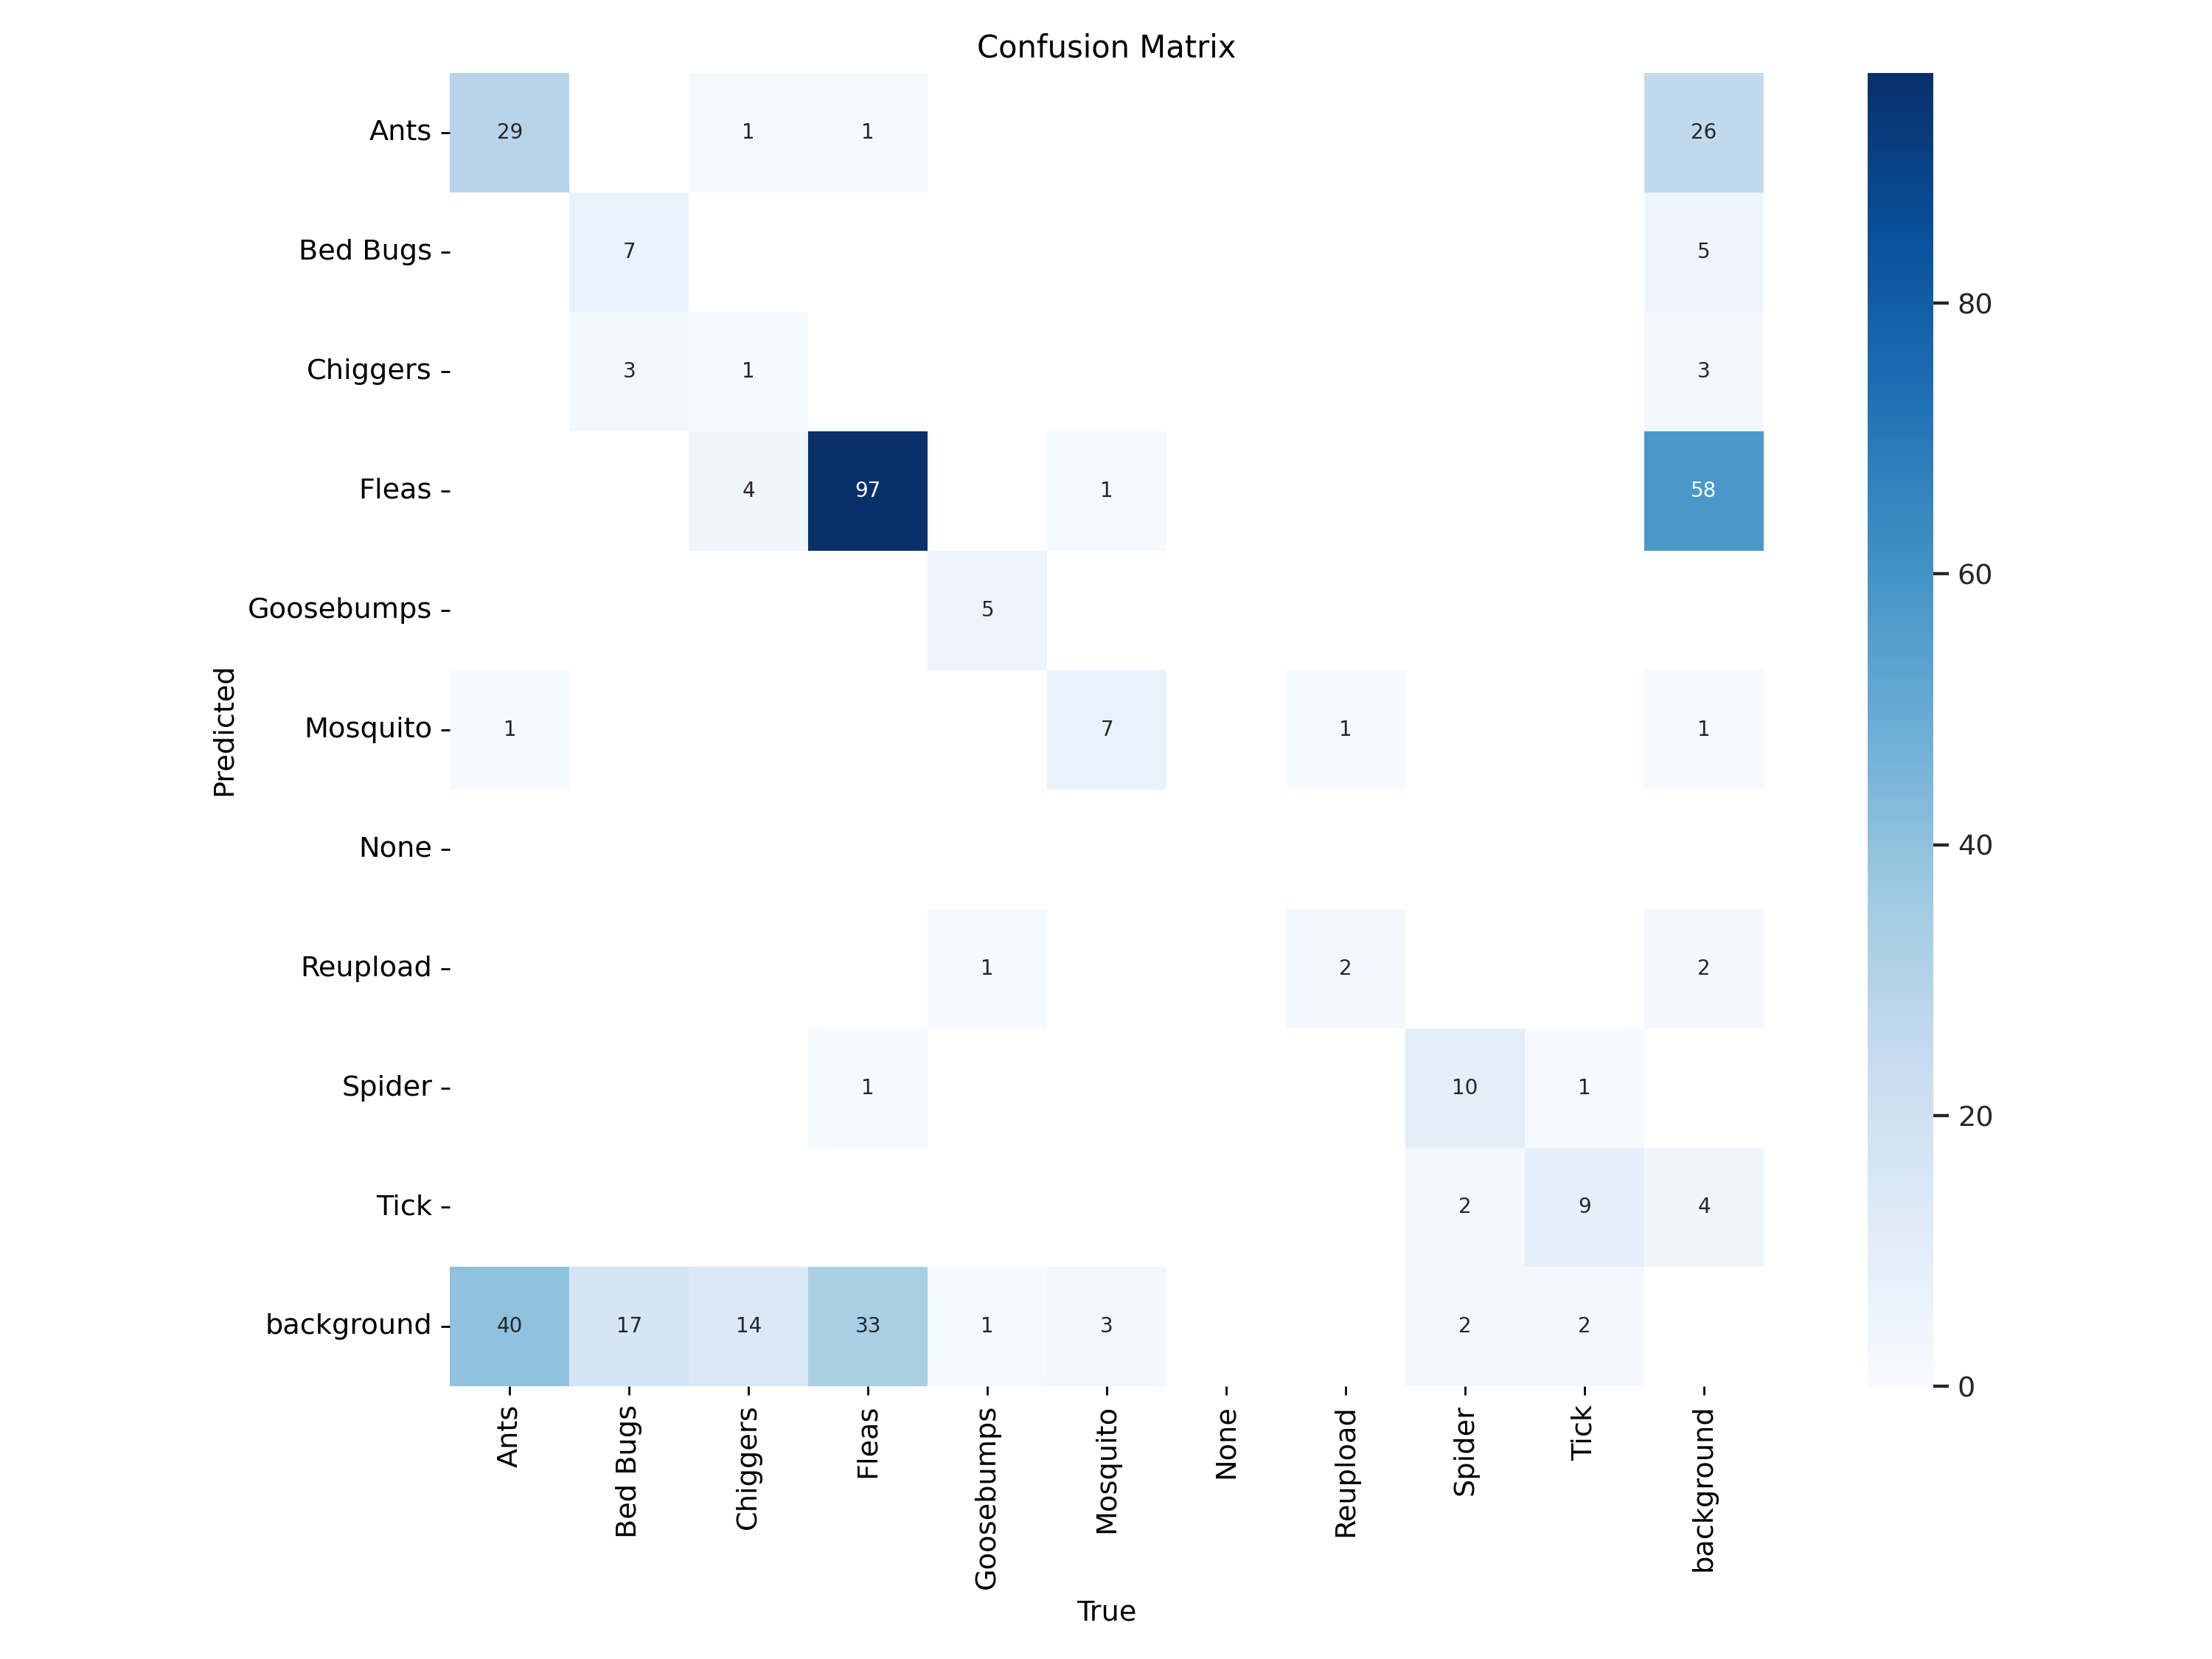 Confusion Matrix
Ants 29 1 1 26
Bed Bugs 7 5
Chiggers 3 1 3
Fleas 4 97 1 58
Goosebumps 5
Mosquito 1 7 1 1
None
Reupload 1 2 2
Spider 1 10 1
Tick 2 9 4
background 40 17 14 33 1 3 2 2
Predicted
Ants Bed Bugs Chiggers Fleas Goosebumps Mosquito None Reupload Spider Tick background
True
80
60
40
20
0